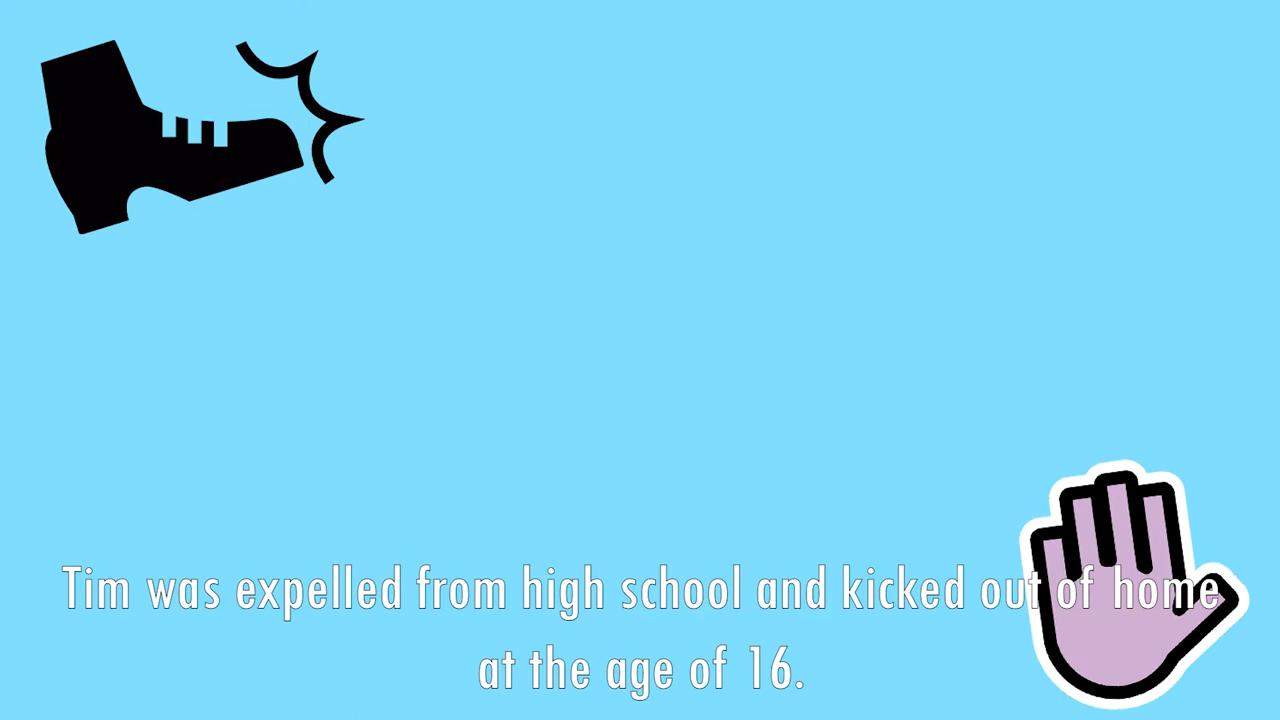 Tim was expelled from high school and kicked out of home
at the age of 16.